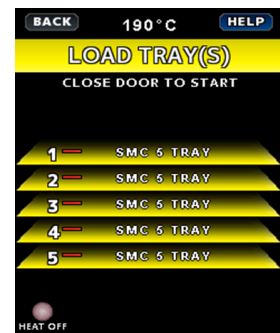 BACK 190°C HELP
LOAD TRAY(S)
CLOSE DOOR TO START
1 SMC 5 TRAY
2 SMC 5 TRAY
3 SMC 5 TRAY
4 SMC 5 TRAY
5 SMC 5 TRAY
HEAT OFF